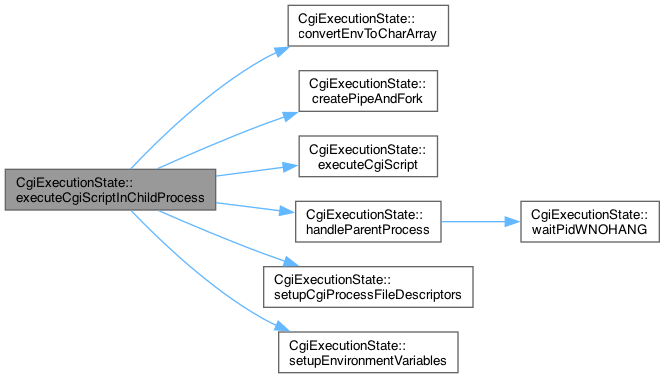 CgiExecutionState::
convertEnvToCharArray
CgiExecutionState::
createPipeAndFork
CgiExecutionState::
executeCgiScript
CgiExecutionState::
executeCgiScriptInChildProcess
CgiExecutionState::
handleParentProcess
CgiExecutionState::
waitPidWNOHANG
CgiExecutionState::
setupCgiProcessFileDescriptors
CgiExecutionState::
setupEnvironmentVariables